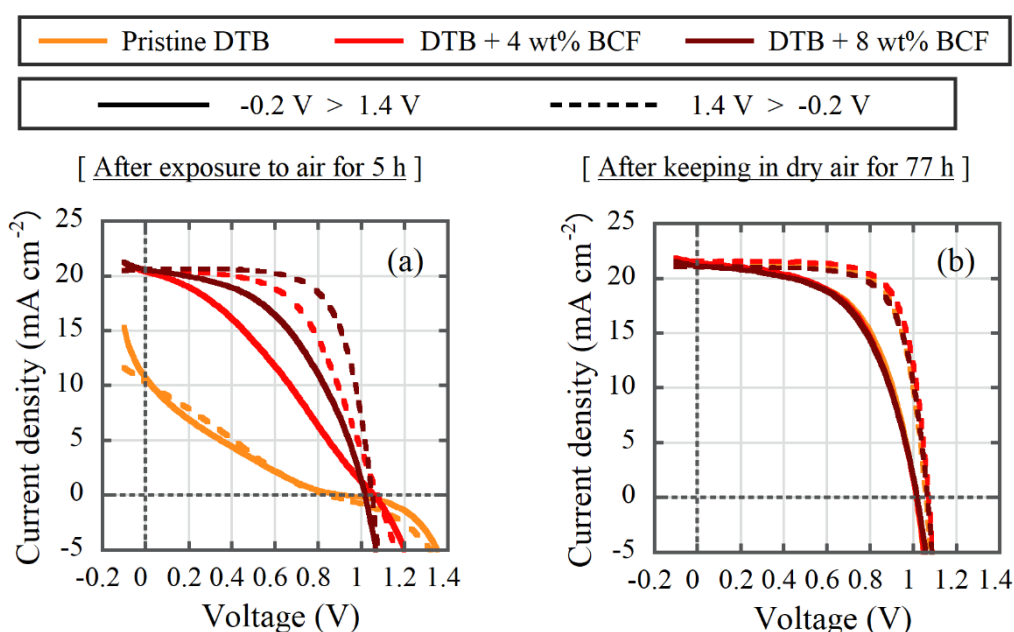 Pristine DTB DTB + 4 wt% BCF DTB + 8 wt% BCF
-0.2 V > 1.4 V 1.4 V > -0.2 V
[ After exposure to air for 5 h ]
[ After keeping in dry air for 77 h ]
Current density (mA cm⁻²)
25
20
15
10
5
0
-5
(a)
-0.2 0 0.2 0.4 0.6 0.8 1 1.2 1.4
Voltage (V)
Current density (mA cm⁻²)
25
20
15
10
5
0
-5
(b)
-0.2 0 0.2 0.4 0.6 0.8 1 1.2 1.4
Voltage (V)